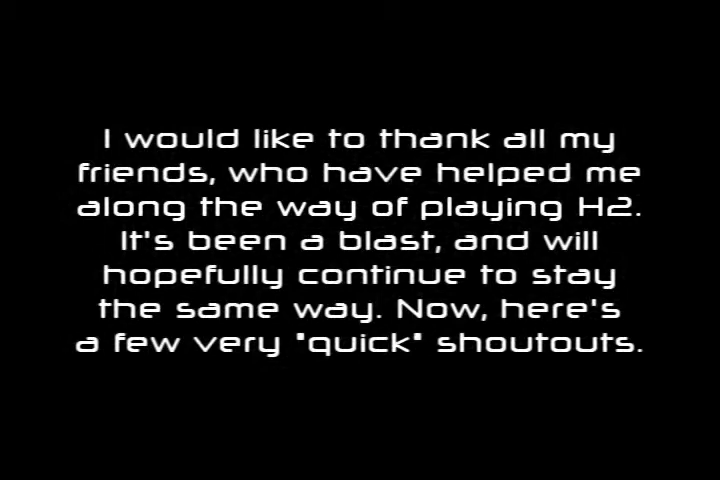 I would like to thank all my
friends, who have helped me
along the way of playing H2.
It's been a blast, and will
hopefully continue to stay
the same way. Now, here's
a few very "quick" shoutouts.